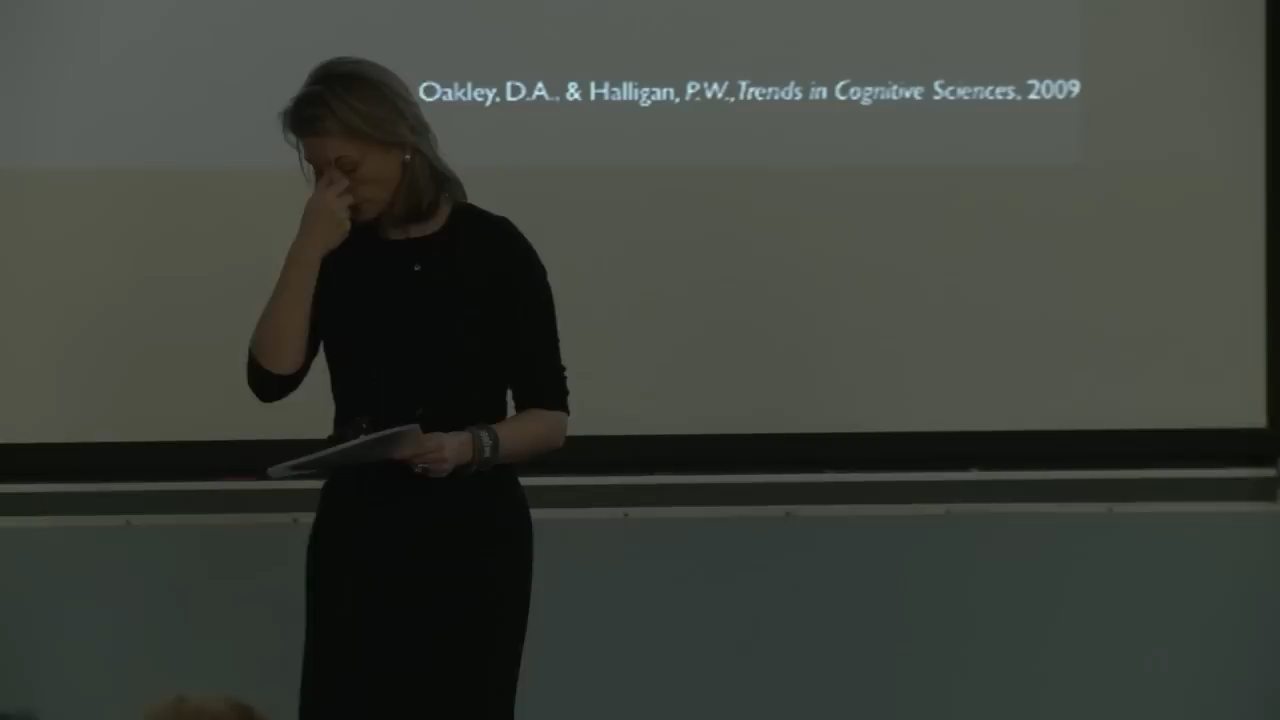 Oakley, D.A., & Halligan, P.W., Trends in Cognitive Sciences, 2009